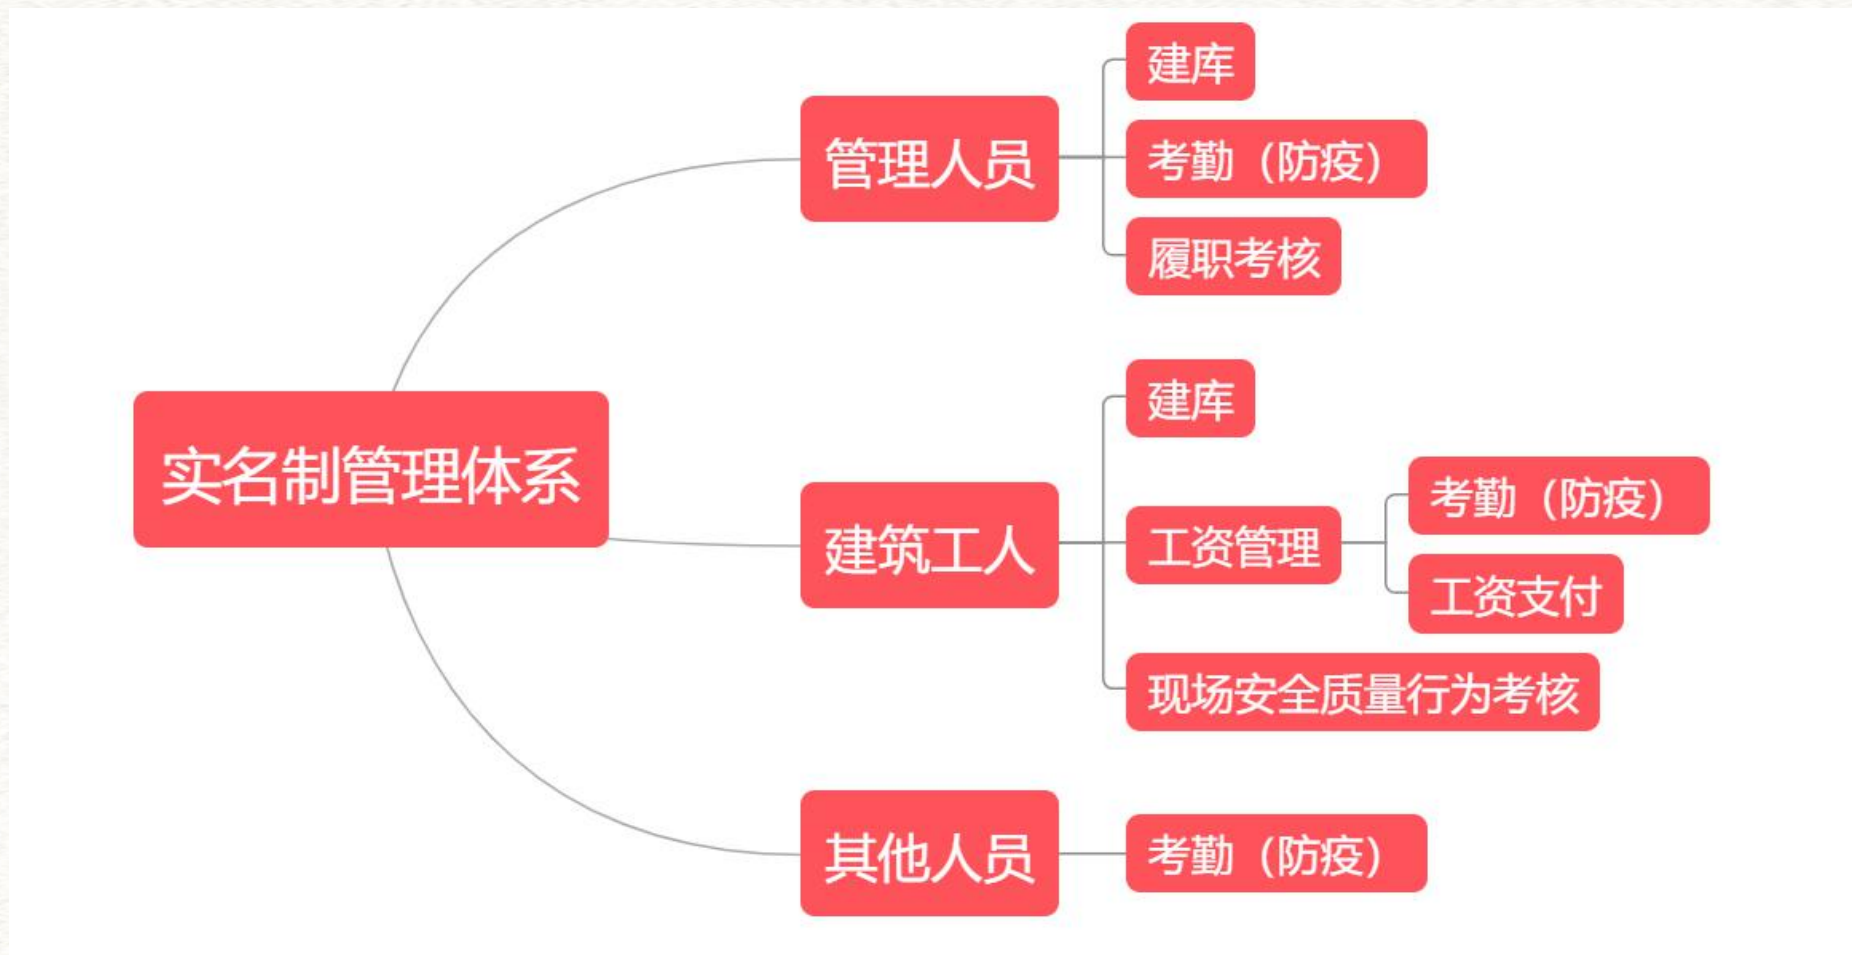 实名制管理体系
管理人员
建库
考勤（防疫）
履职考核
建筑工人
建库
工资管理
考勤（防疫）
工资支付
现场安全质量行为考核
其他人员
考勤（防疫）